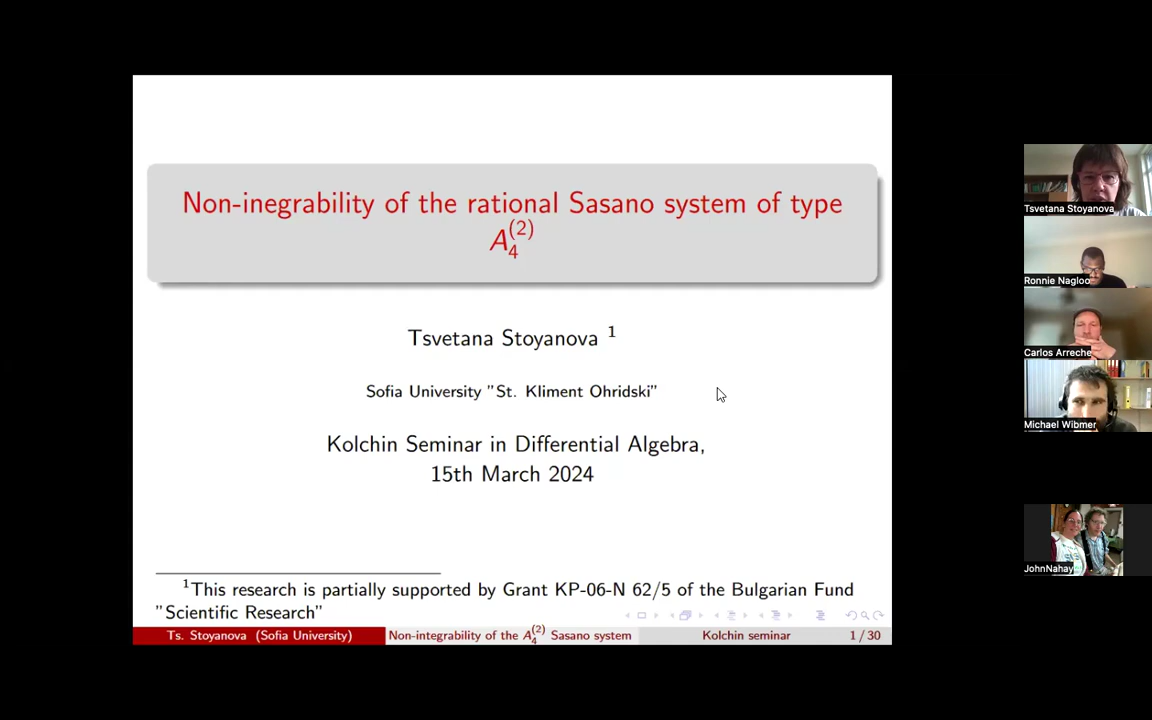 Non-inegrability of the rational Sasano system of type
A_4^{(2)}
Tsvetana Stoyanova ¹
Sofia University "St. Kliment Ohridski"
Kolchin Seminar in Differential Algebra,
15th March 2024
¹This research is partially supported by Grant KP-06-N 62/5 of the Bulgarian Fund
"Scientific Research"
Ts. Stoyanova (Sofia University)
Non-integrability of the A_4^{(2)} Sasano system
Kolchin seminar
1 / 30
Tsvetana Stoyanova
Ronnie Nagloo
Carlos Arreche
Michael Wibmer
JohnNahay